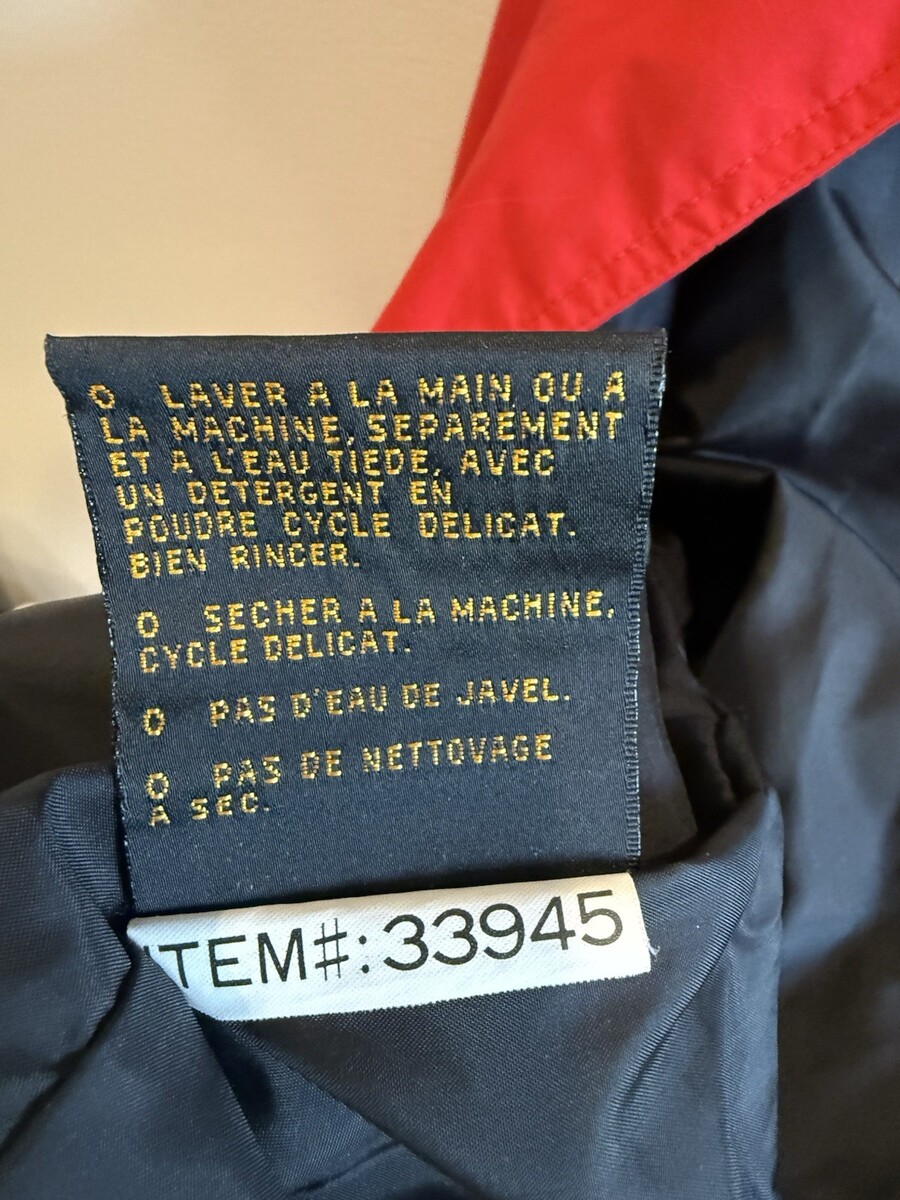 O LAVER A LA MAIN OU A
LA MACHINE, SEPAREMENT
ET A L'EAU TIEDE, AVEC
UN DETERGENT EN
POUDRE CYCLE DELICAT.
BIEN RINCER.
O SECHER A LA MACHINE,
CYCLE DELICAT.
O PAS D'EAU DE JAVEL.
O PAS DE NETTOYAGE
A SEC.
ITEM#:33945